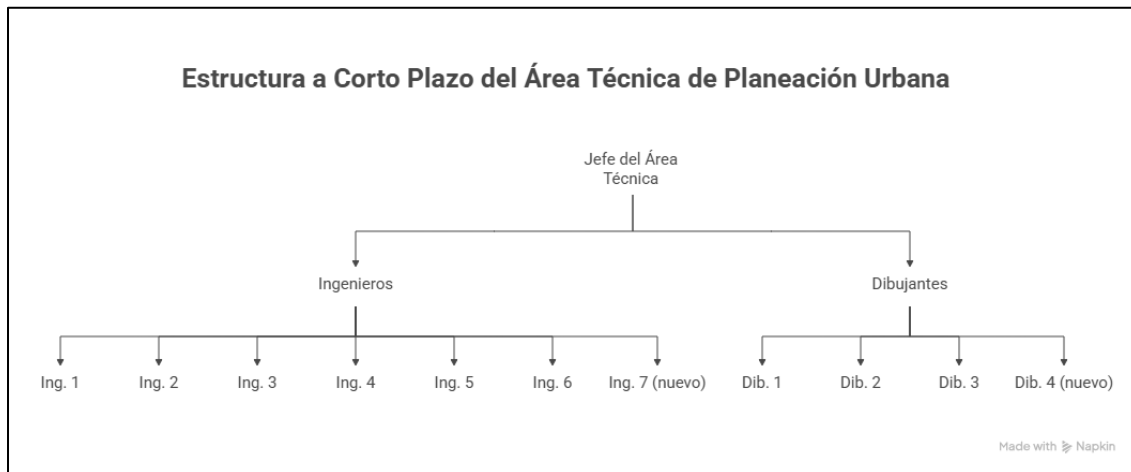 Estructura a Corto Plazo del Área Técnica de Planeación Urbana
Jefe del Área
Técnica
Ingenieros
Dibujantes
Ing. 1
Ing. 2
Ing. 3
Ing. 4
Ing. 5
Ing. 6
Ing. 7 (nuevo)
Dib. 1
Dib. 2
Dib. 3
Dib. 4 (nuevo)
Made with Napkin